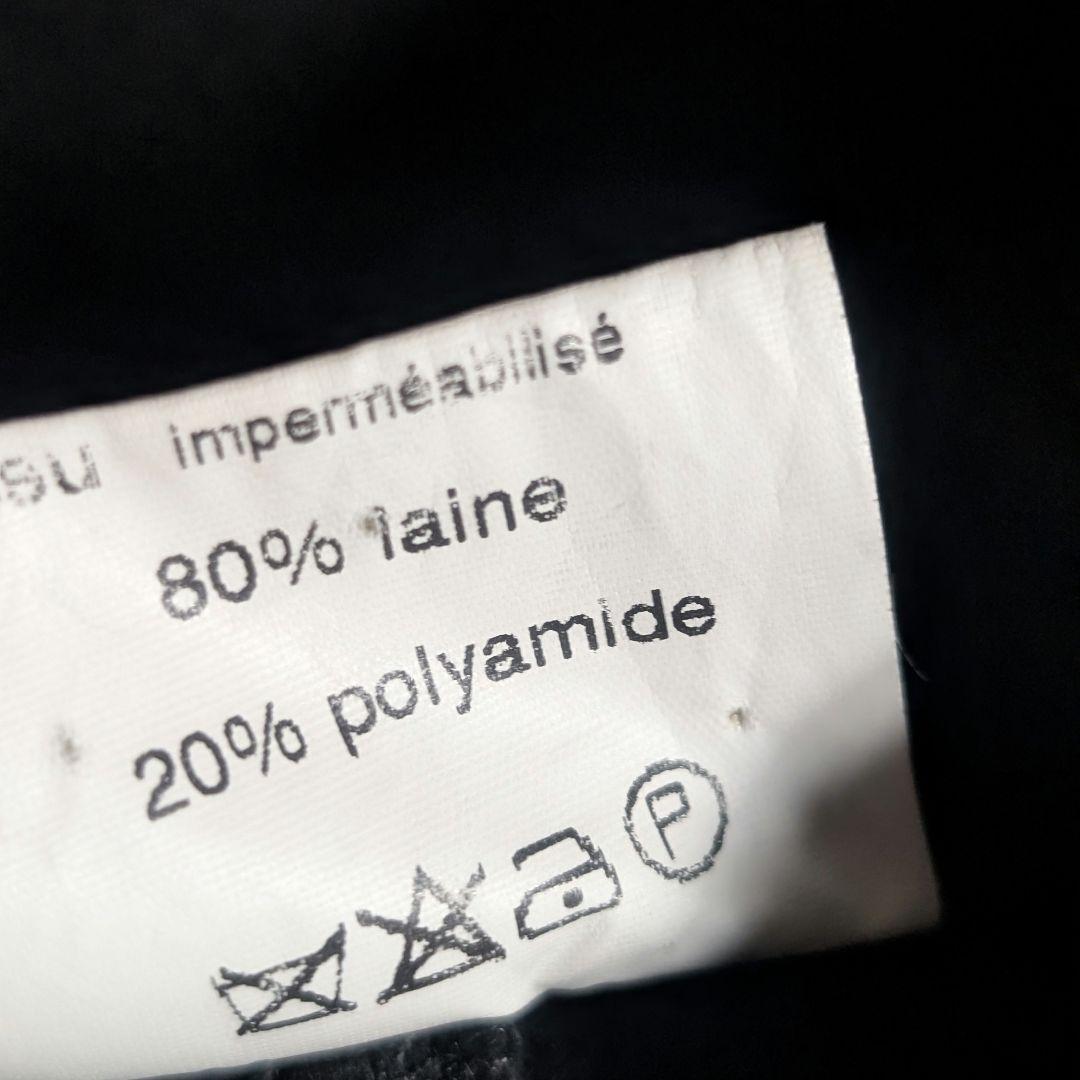 imperméabilisé
80% laine
20% polyamide
P